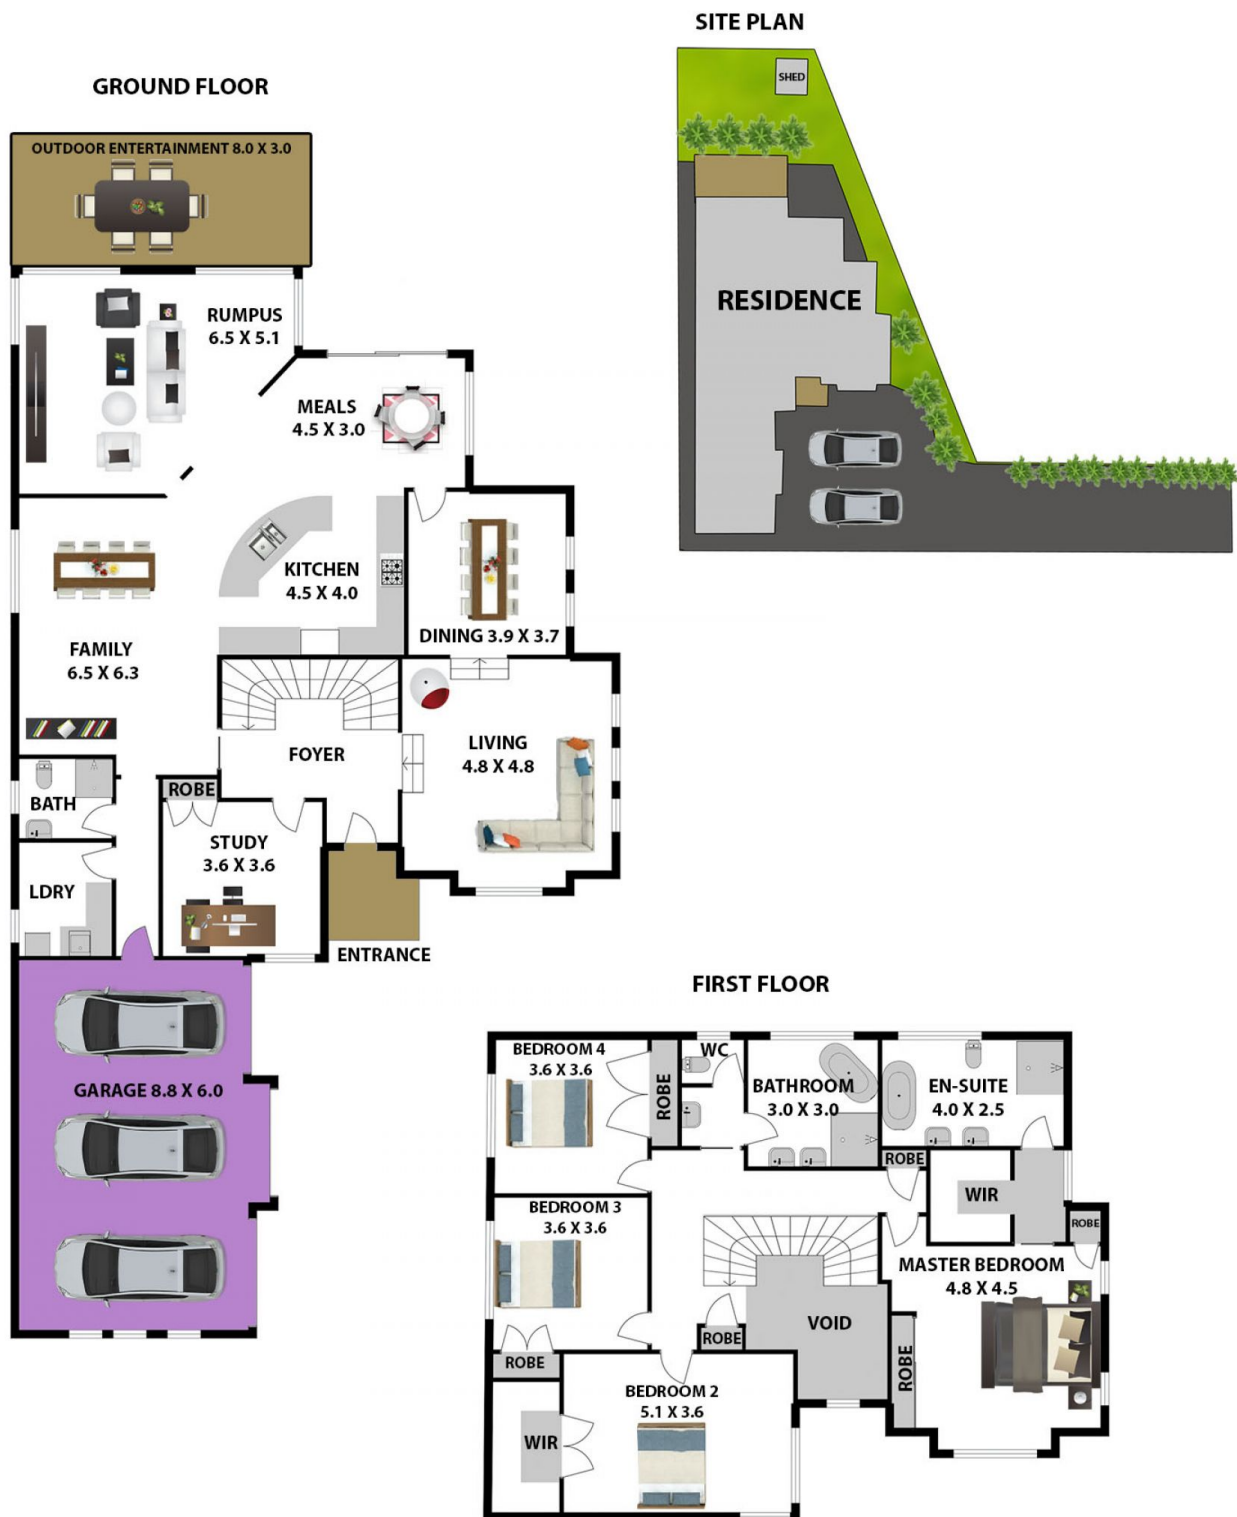 SITE PLAN
SHED
RESIDENCE
GROUND FLOOR
OUTDOOR ENTERTAINMENT 8.0 X 3.0
RUMPUS
6.5 X 5.1
MEALS
4.5 X 3.0
KITCHEN
4.5 X 4.0
DINING 3.9 X 3.7
FAMILY
6.5 X 6.3
FOYER
LIVING
4.8 X 4.8
BATH
ROBE
STUDY
3.6 X 3.6
LDRY
ENTRANCE
GARAGE 8.8 X 6.0
FIRST FLOOR
BEDROOM 4
3.6 X 3.6
ROBE
WC
BATHROOM
3.0 X 3.0
EN-SUITE
4.0 X 2.5
ROBE
WIR
ROBE
BEDROOM 3
3.6 X 3.6
MASTER BEDROOM
4.8 X 4.5
VOID
ROBE
ROBE
ROBE
BEDROOM 2
5.1 X 3.6
WIR